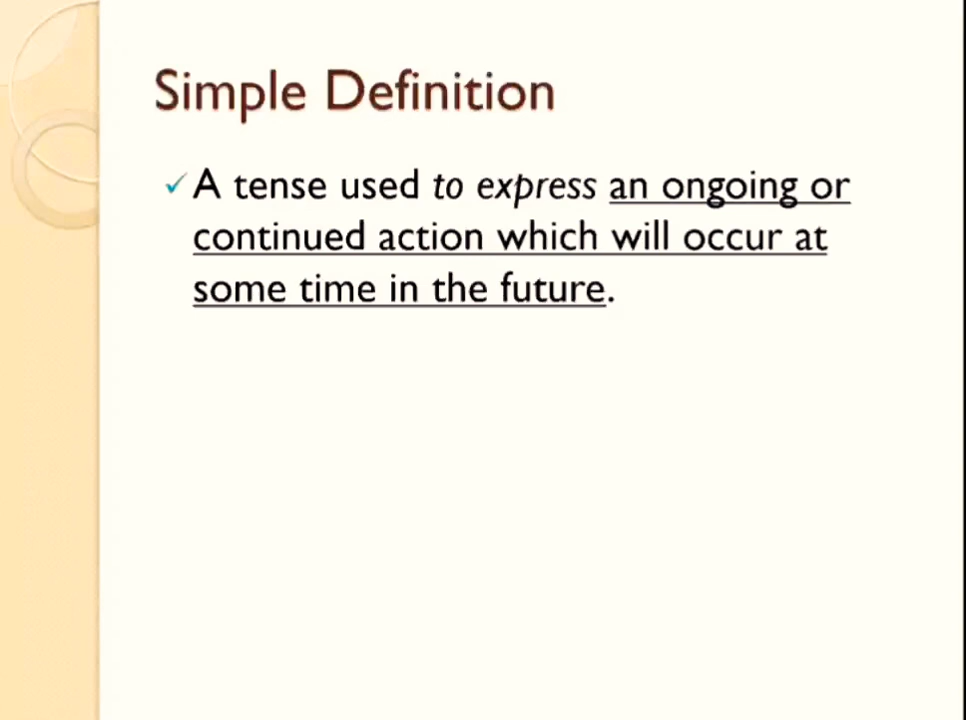 Simple Definition
A tense used to express an ongoing or
continued action which will occur at
some time in the future.